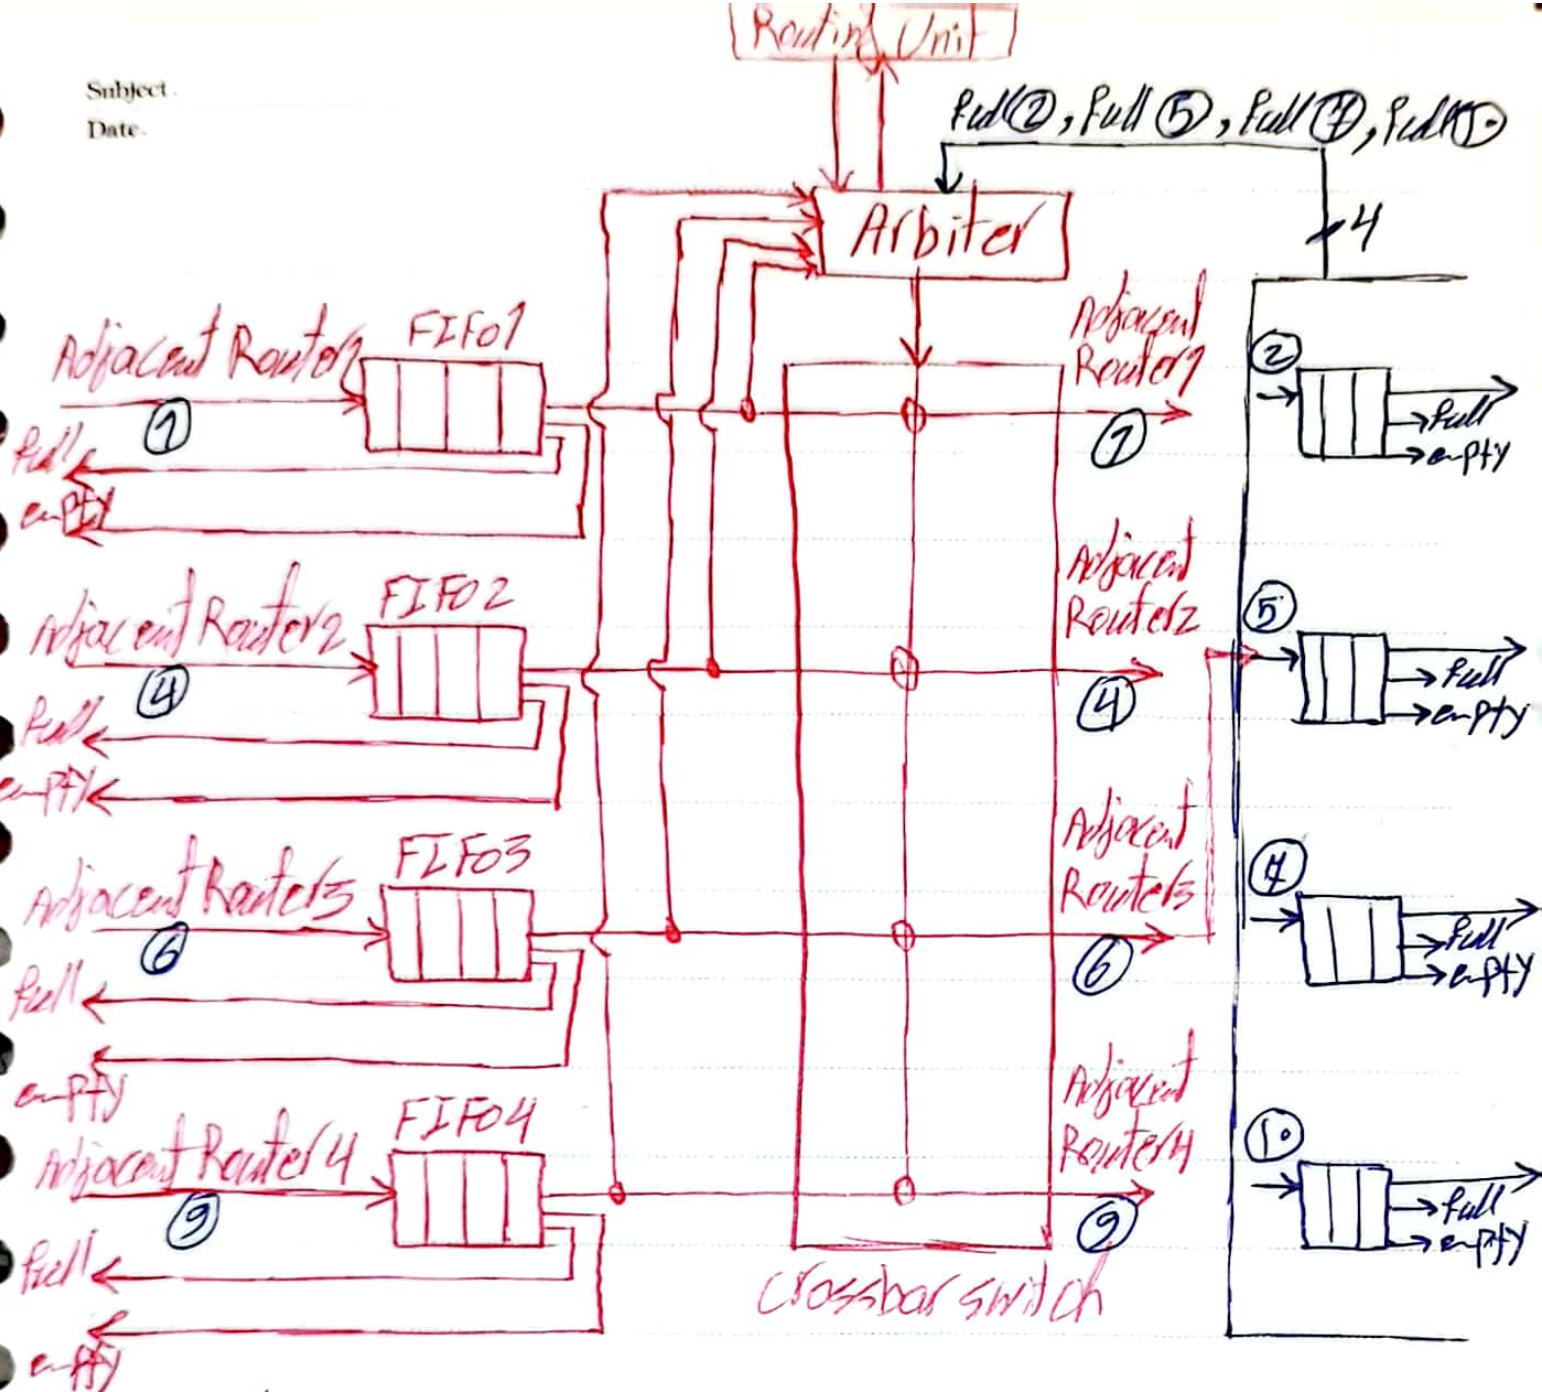 Routing Unit
Subject.
Date.
Full②, Full⑤, Full⑦, Full⑩
4
Arbiter
Adjacent Router1
FIFO1
Adjacent
Router1
②
①
①
Full
Full
empty
empty
Adjacent Router2
FIFO2
Adjacent
Router2
⑤
④
④
Full
Full
empty
empty
Adjacent Router3
FIFO3
Adjacent
Router3
⑦
⑥
⑥
Full
Full
empty
empty
Adjacent Router4
FIFO4
Adjacent
Router4
⑩
⑨
⑨
Full
Full
empty
empty
Crossbar switch